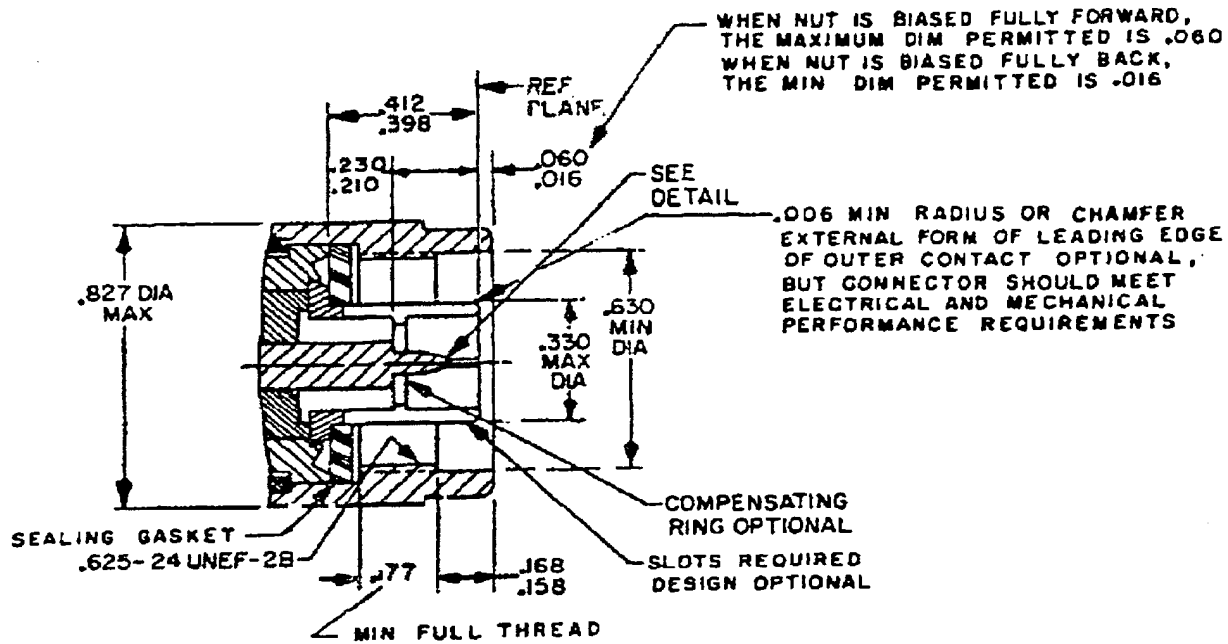 WHEN NUT IS BIASED FULLY FORWARD,
THE MAXIMUM DIM PERMITTED IS .060
WHEN NUT IS BIASED FULLY BACK,
THE MIN DIM PERMITTED IS .016
REF
PLANE
.412
.398
.230
.210
.060
.016
SEE
DETAIL
.006 MIN RADIUS OR CHAMFER
EXTERNAL FORM OF LEADING EDGE
OF OUTER CONTACT OPTIONAL,
BUT CONNECTOR SHOULD MEET
ELECTRICAL AND MECHANICAL
PERFORMANCE REQUIREMENTS
.827 DIA
MAX
.630
MIN
DIA
.330
MAX
DIA
COMPENSATING
RING OPTIONAL
SEALING GASKET
.625-24 UNEF-2B
SLOTS REQUIRED
DESIGN OPTIONAL
.77
.168
.158
MIN FULL THREAD